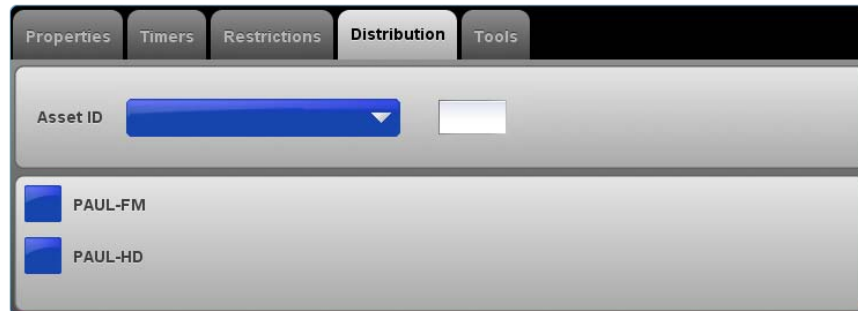 Properties Timers Restrictions Distribution Tools
Asset ID
PAUL-FM
PAUL-HD